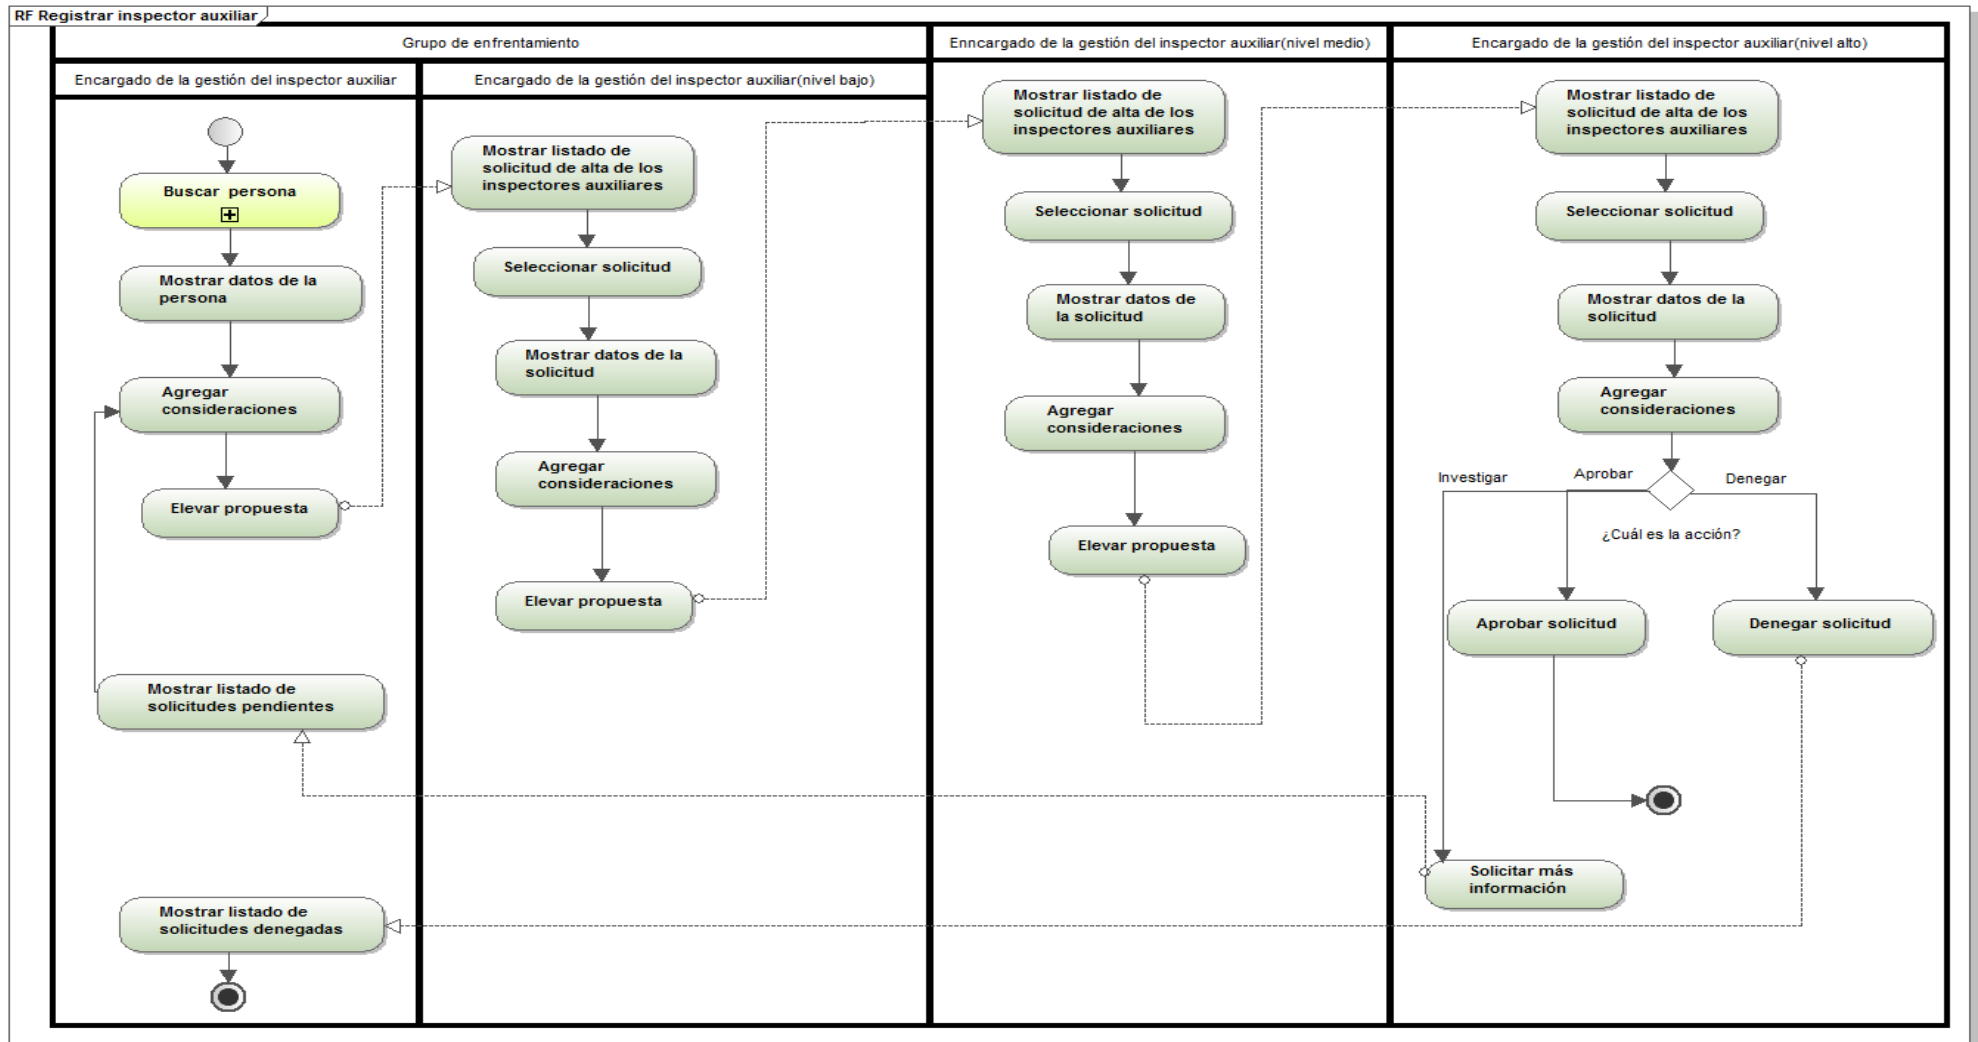 RF Registrar inspector auxiliar
Grupo de enfrentamiento
Enncargado de la gestión del inspector auxiliar(nivel medio)
Encargado de la gestión del inspector auxiliar(nivel alto)
Encargado de la gestión del inspector auxiliar
Encargado de la gestión del inspector auxiliar(nivel bajo)
Buscar persona
Mostrar datos de la
persona
Agregar
consideraciones
Elevar propuesta
Mostrar listado de
solicitudes pendientes
Mostrar listado de
solicitudes denegadas
Mostrar listado de
solicitud de alta de los
inspectores auxiliares
Seleccionar solicitud
Mostrar datos de la
solicitud
Agregar
consideraciones
Elevar propuesta
Mostrar listado de
solicitud de alta de los
inspectores auxiliares
Seleccionar solicitud
Mostrar datos de
la solicitud
Agregar
consideraciones
Elevar propuesta
Mostrar listado de
solicitud de alta de los
inspectores auxiliares
Seleccionar solicitud
Mostrar datos de la
solicitud
Agregar
consideraciones
Investigar
Aprobar
Denegar
¿Cuál es la acción?
Aprobar solicitud
Denegar solicitud
Solicitar más
información